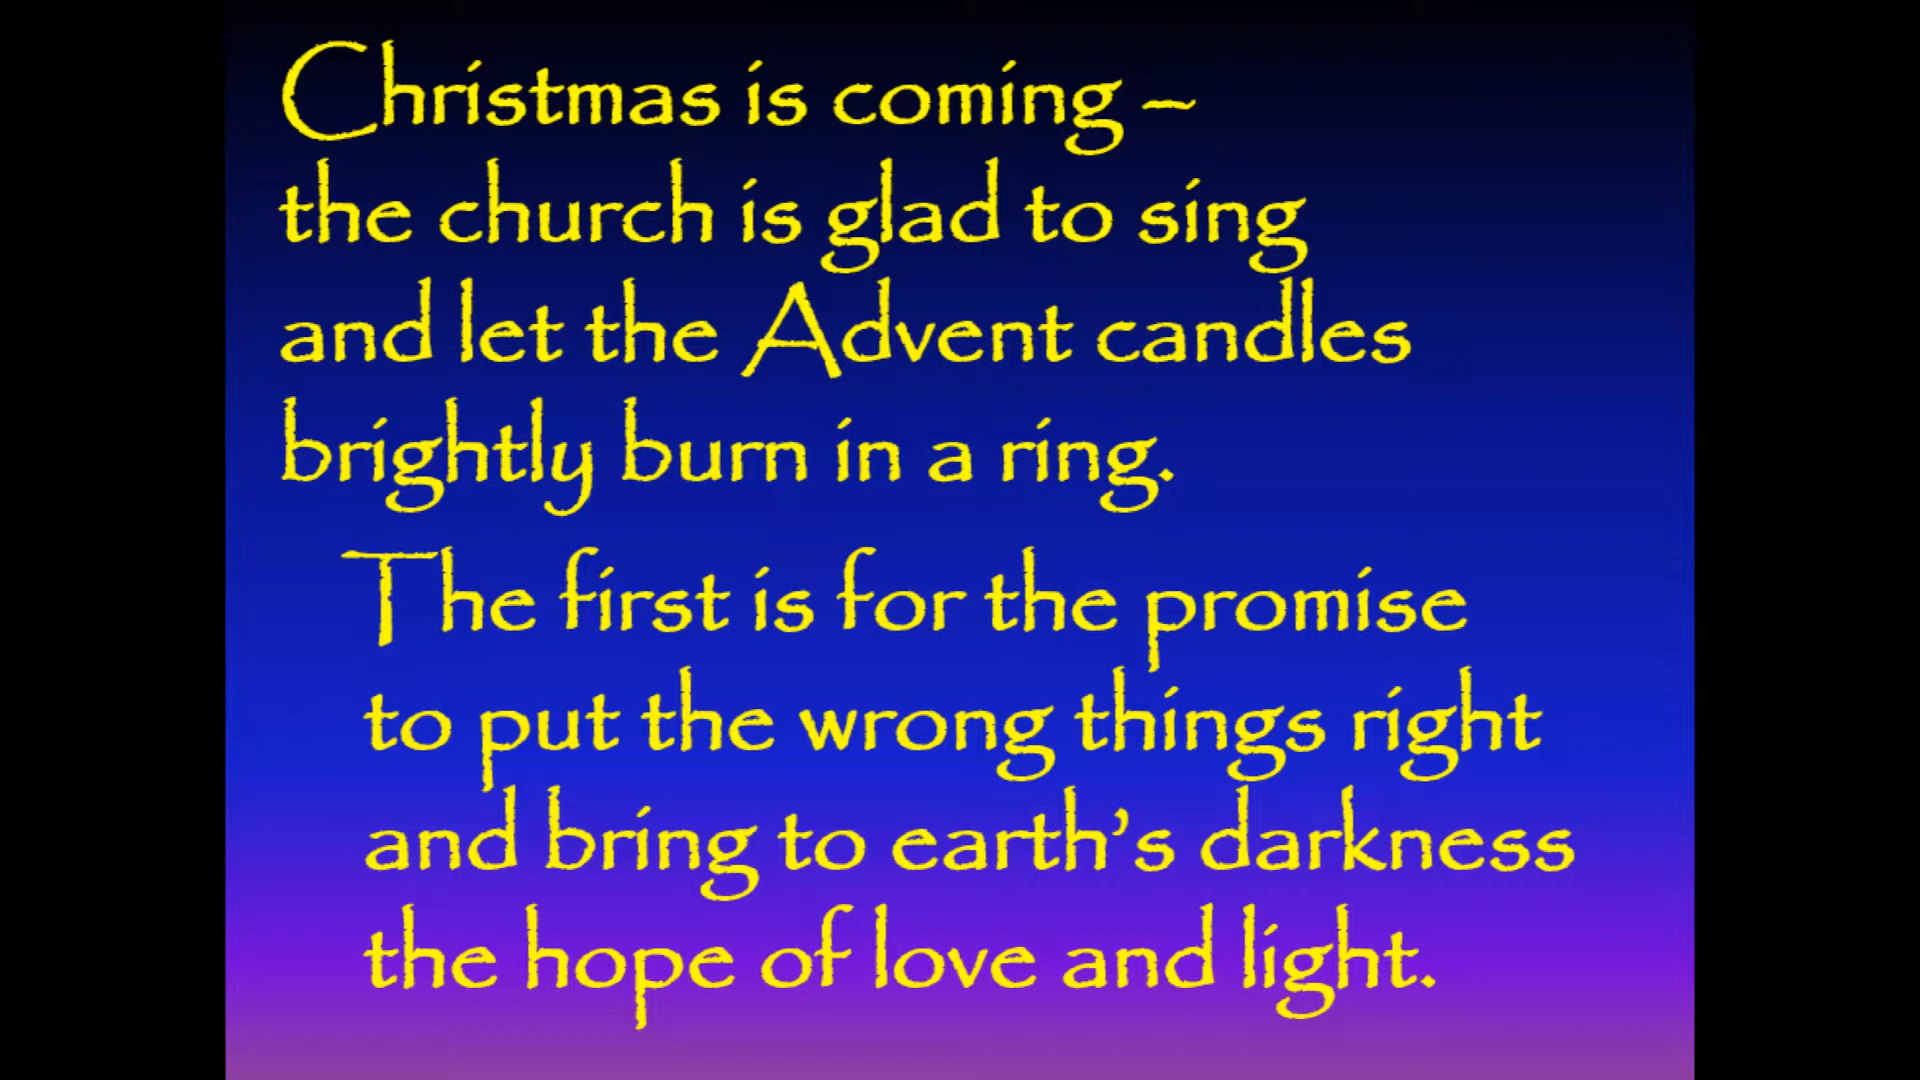 Christmas is coming –
the church is glad to sing
and let the Advent candles
brightly burn in a ring.
The first is for the promise
to put the wrong things right
and bring to earth’s darkness
the hope of love and light.